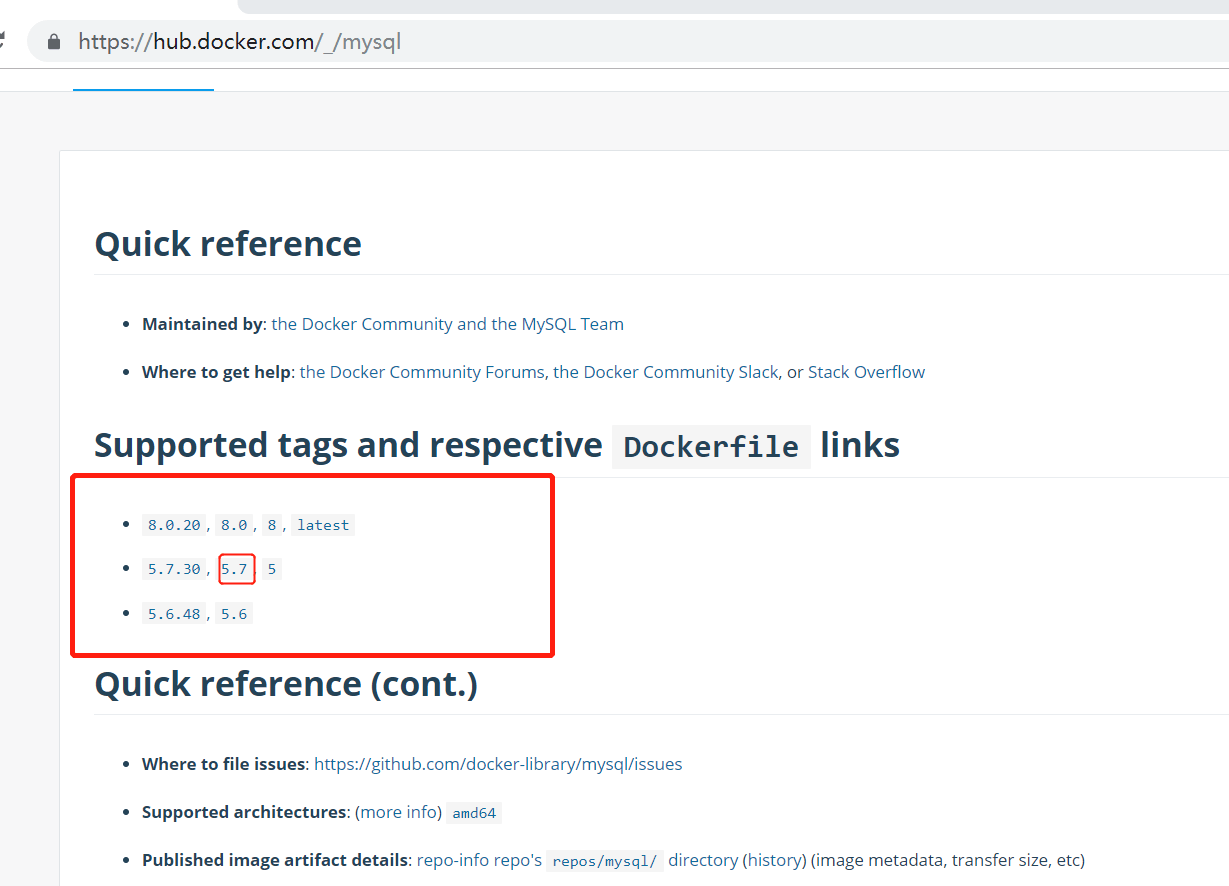 https://hub.docker.com/_/mysql
Quick reference
Maintained by: the Docker Community and the MySQL Team
Where to get help: the Docker Community Forums, the Docker Community Slack, or Stack Overflow
Supported tags and respective Dockerfile links
8.0.20, 8.0, 8, latest
5.7.30, 5.7, 5
5.6.48, 5.6
Quick reference (cont.)
Where to file issues: https://github.com/docker-library/mysql/issues
Supported architectures: (more info) amd64
Published image artifact details: repo-info repo's repos/mysql/ directory (history) (image metadata, transfer size, etc)